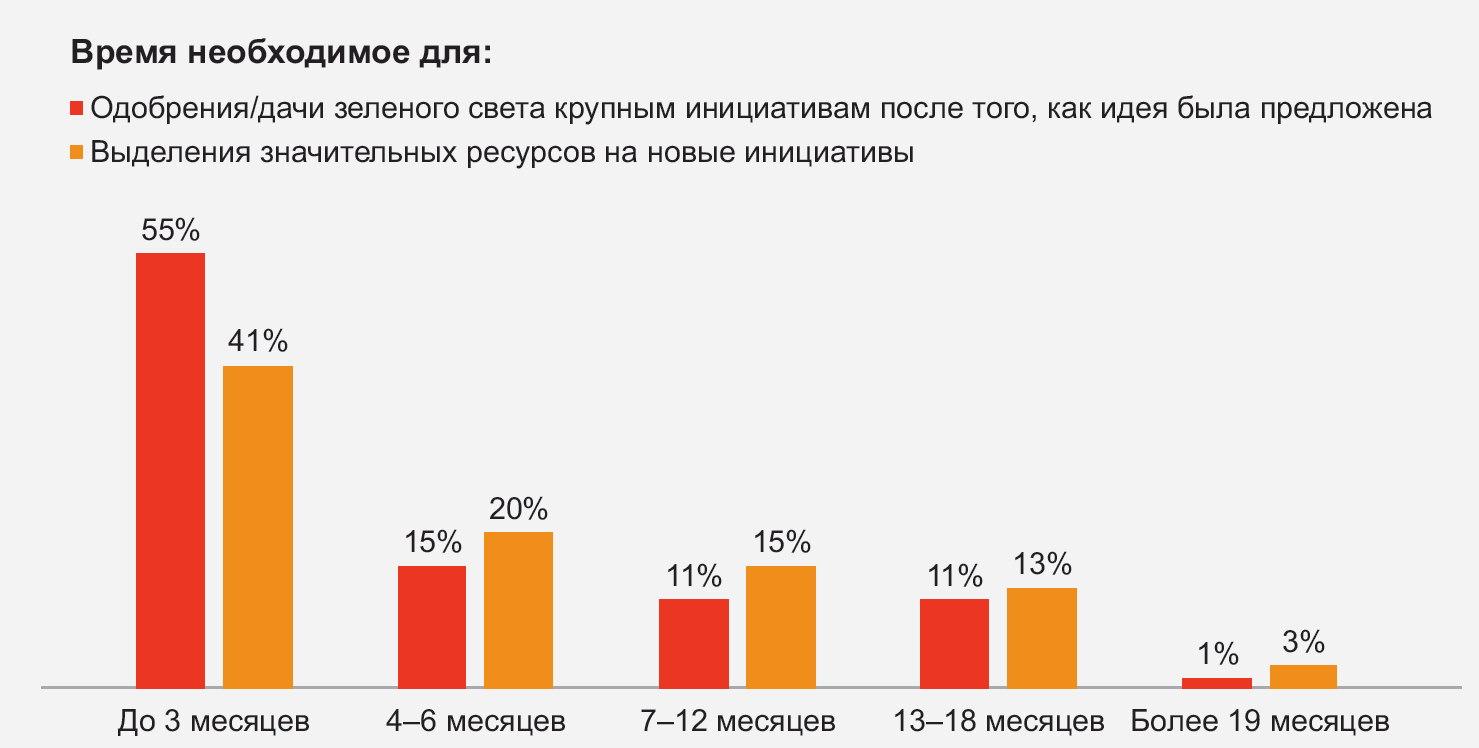 Время необходимое для:
Одобрения/дачи зеленого света крупным инициативам после того, как идея была предложена
Выделения значительных ресурсов на новые инициативы
55%
41%
15%
20%
11%
15%
11%
13%
1%
3%
До 3 месяцев
4–6 месяцев
7–12 месяцев
13–18 месяцев
Более 19 месяцев